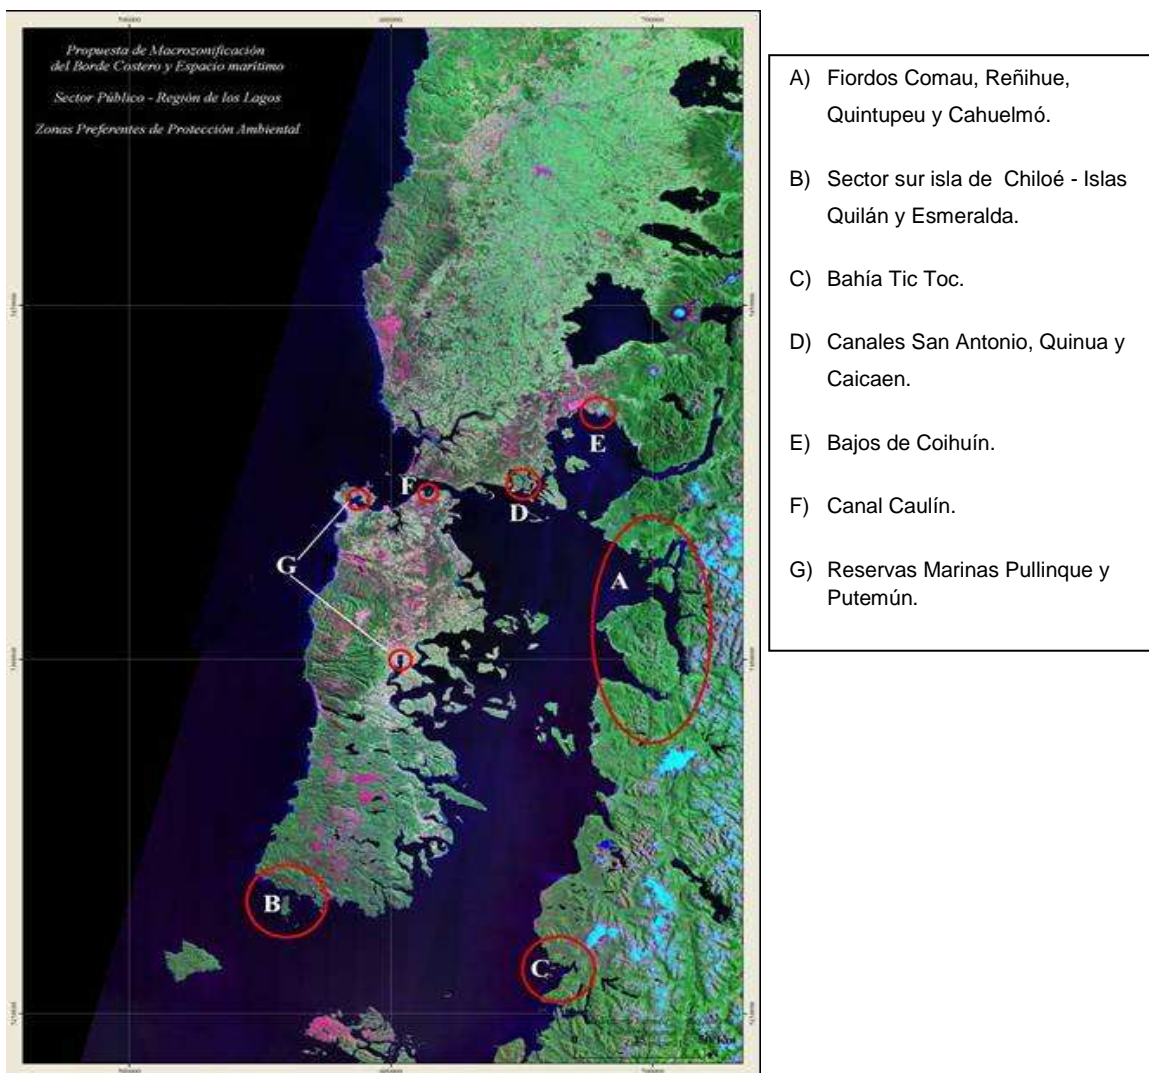 Propuesta de Macrozonificación
del Borde Costero y Espacio marítimo
Sector Público - Región de los Lagos
Zonas Preferentes de Protección Ambiental
E
F
D
G
A
B
C
A) Fiordos Comau, Reñihue,
Quintupeu y Cahuelmó.
B) Sector sur isla de Chiloé - Islas
Quilán y Esmeralda.
C) Bahía Tic Toc.
D) Canales San Antonio, Quinua y
Caicaen.
E) Bajos de Coihuín.
F) Canal Caulín.
G) Reservas Marinas Pullinque y
Putemún.